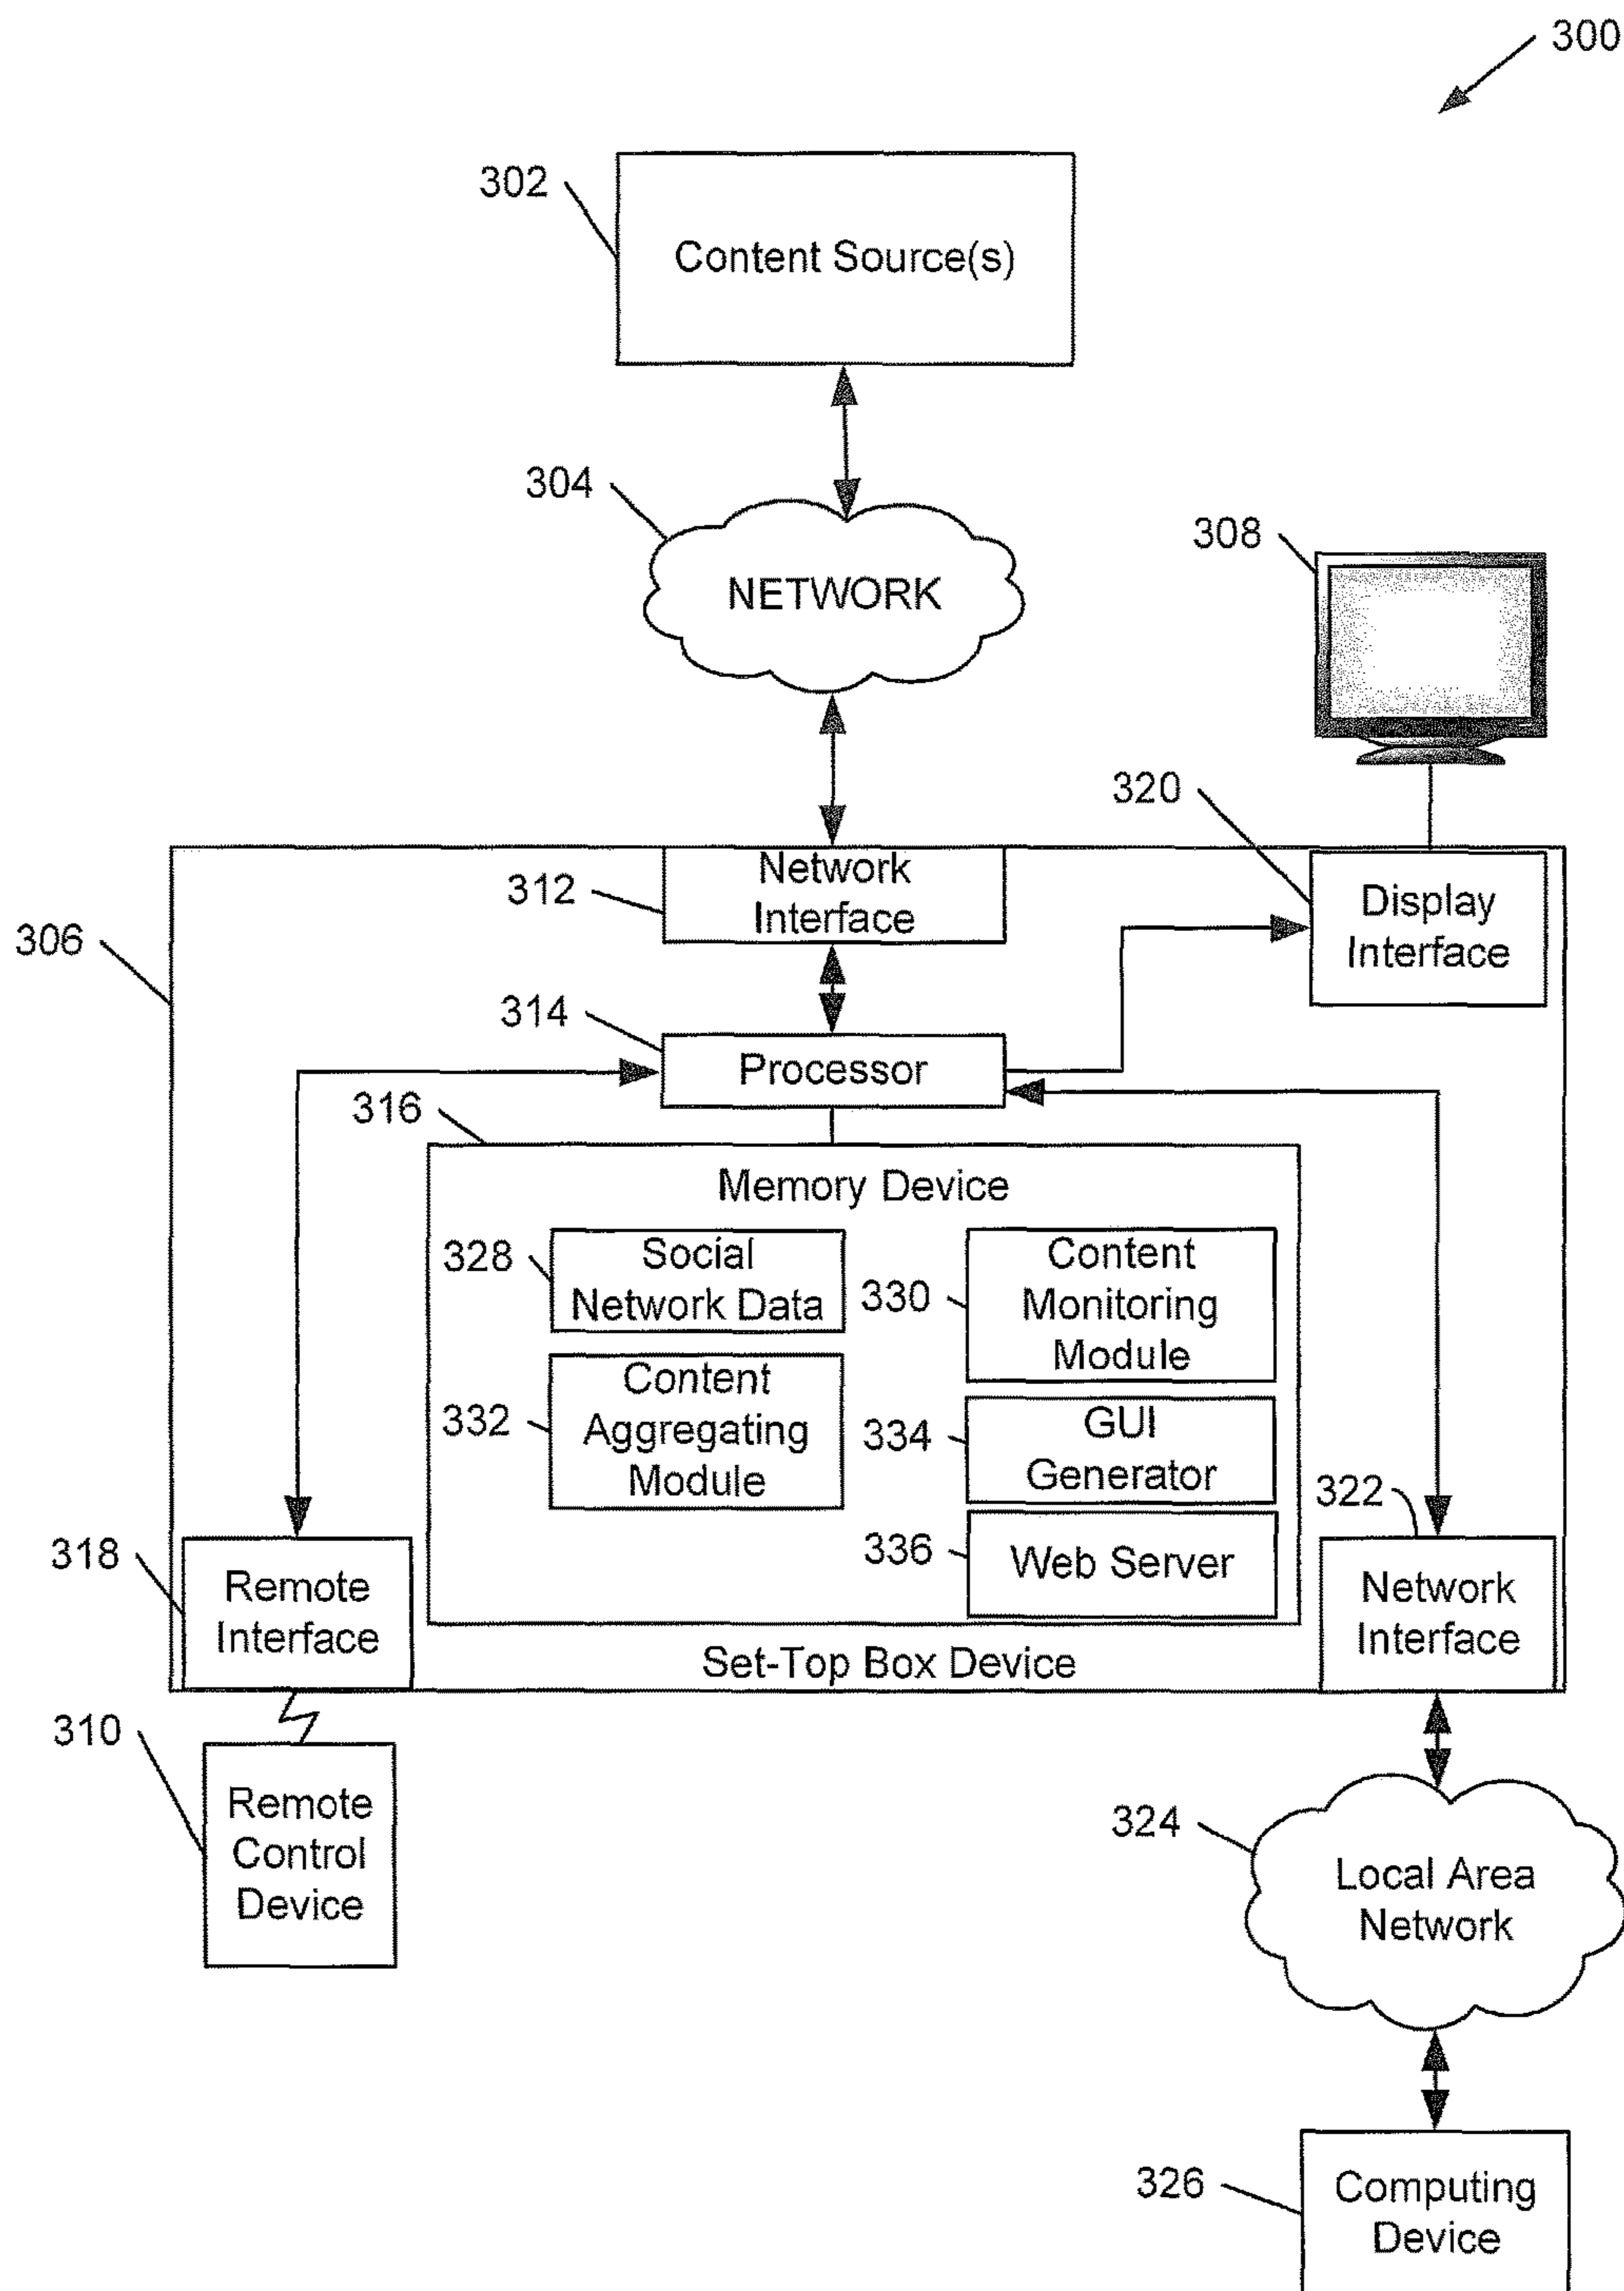 300
302
Content Source(s)
304
NETWORK
308
320
312
Network
Interface
Display
Interface
306
314
Processor
316
Memory Device
328
Social
Network Data
330
Content
Monitoring
Module
332
Content
Aggregating
Module
334
GUI
Generator
322
336
Web Server
318
Remote
Interface
Network
Interface
Set-Top Box Device
310
Remote
Control
Device
324
Local Area
Network
326
Computing
Device